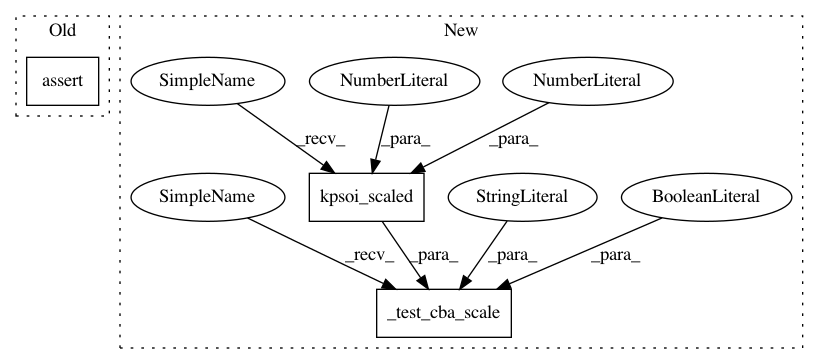 Old
New
assert
SimpleName
NumberLiteral
NumberLiteral
_recv_
_para_
_para_
SimpleName
kpsoi_scaled
StringLiteral
BooleanLiteral
_recv_
_para_
_para_
_para_
_test_cba_scale